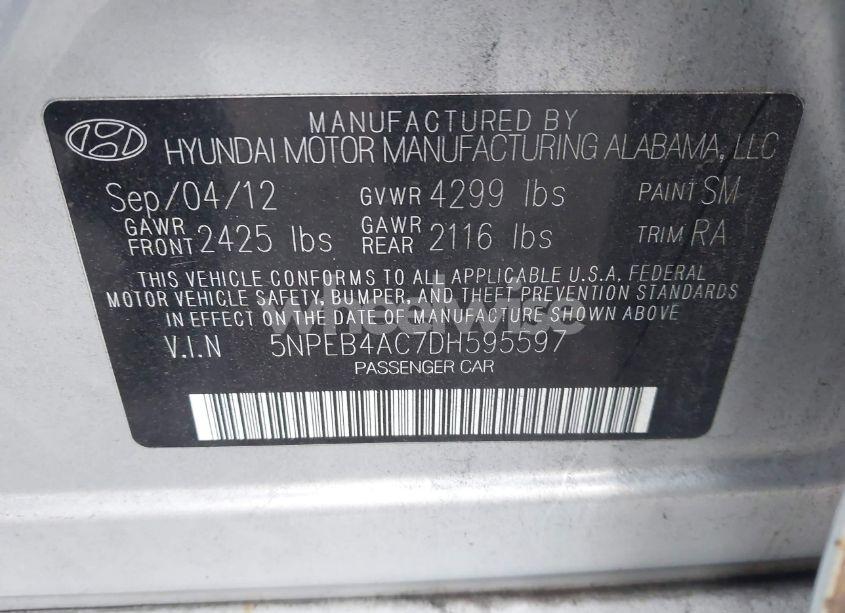 MANUFACTURED BY
HYUNDAI MOTOR MANUFACTURING ALABAMA, LLC
Sep/04/12 GVWR 4299 lbs PAINT SM
GAWR FRONT 2425 lbs GAWR REAR 2116 lbs TRIM RA
THIS VEHICLE CONFORMS TO ALL APPLICABLE U.S.A. FEDERAL
MOTOR VEHICLE SAFETY, BUMPER, AND THEFT PREVENTION STANDARDS
IN EFFECT ON THE DATE OF MANUFACTURE SHOWN ABOVE.
wheelwise
V.I.N 5NPEB4AC7DH595597
PASSENGER CAR